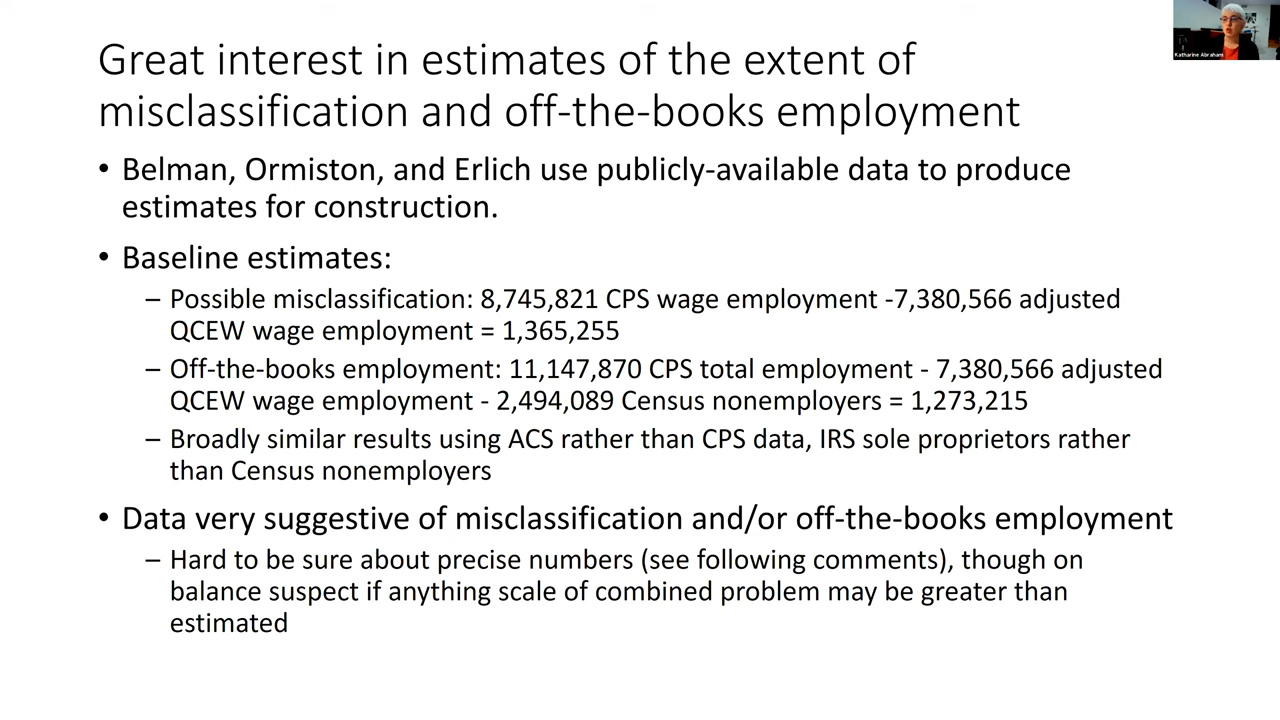 Great interest in estimates of the extent of
misclassification and off-the-books employment
• Belman, Ormiston, and Erlich use publicly-available data to produce
estimates for construction.
• Baseline estimates:
– Possible misclassification: 8,745,821 CPS wage employment -7,380,566 adjusted
QCEW wage employment = 1,365,255
– Off-the-books employment: 11,147,870 CPS total employment - 7,380,566 adjusted
QCEW wage employment - 2,494,089 Census nonemployers = 1,273,215
– Broadly similar results using ACS rather than CPS data, IRS sole proprietors rather
than Census nonemployers
• Data very suggestive of misclassification and/or off-the-books employment
– Hard to be sure about precise numbers (see following comments), though on
balance suspect if anything scale of combined problem may be greater than
estimated
Katharine Abraham